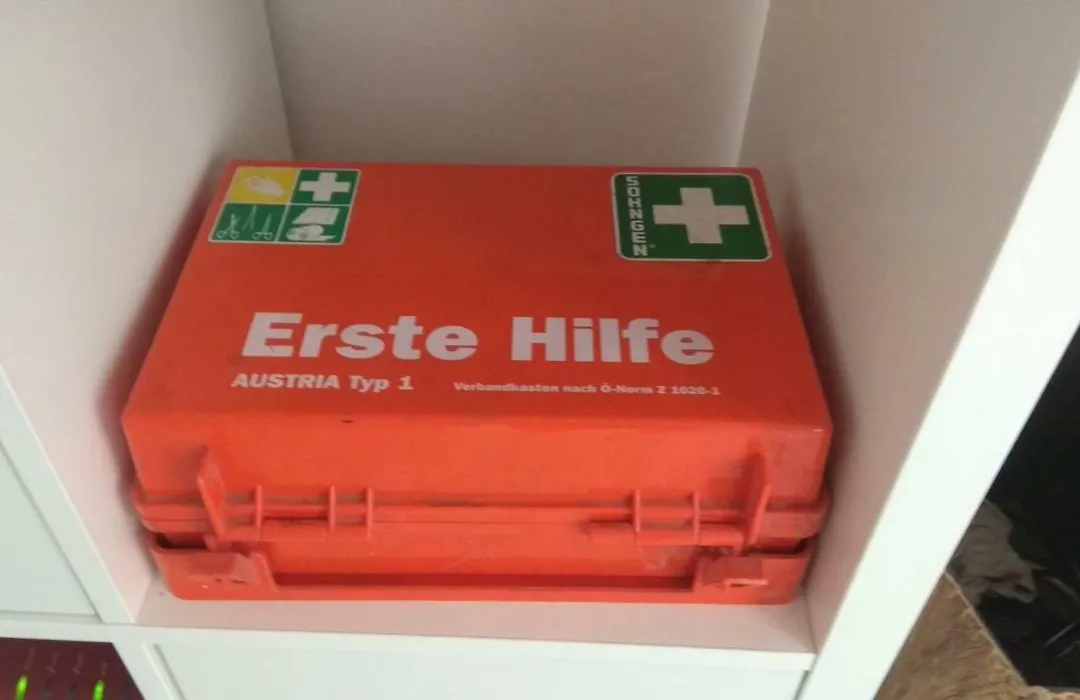 SÖHNGEN®
Erste Hilfe
AUSTRIA Typ 1
Verbandkasten nach Ö-Norm Z 1020-1